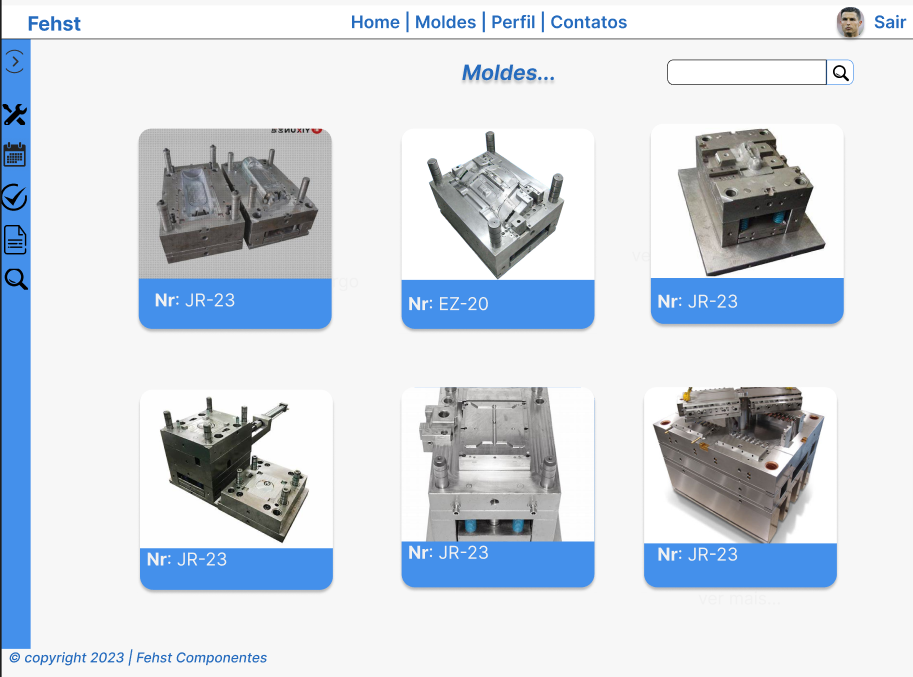 Fehst
Home | Moldes | Perfil | Contatos
Sair
Moldes...
Nr: JR-23
Nr: EZ-20
Nr: JR-23
Nr: JR-23
Nr: JR-23
Nr: JR-23
ver mais...
© copyright 2023 | Fehst Componentes